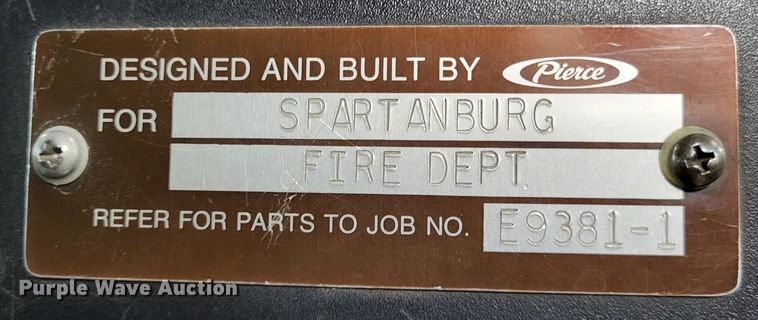 DESIGNED AND BUILT BY Pierce
FOR SPARTANBURG
FIRE DEPT.
REFER FOR PARTS TO JOB NO. E9381-1
Purple Wave Auction